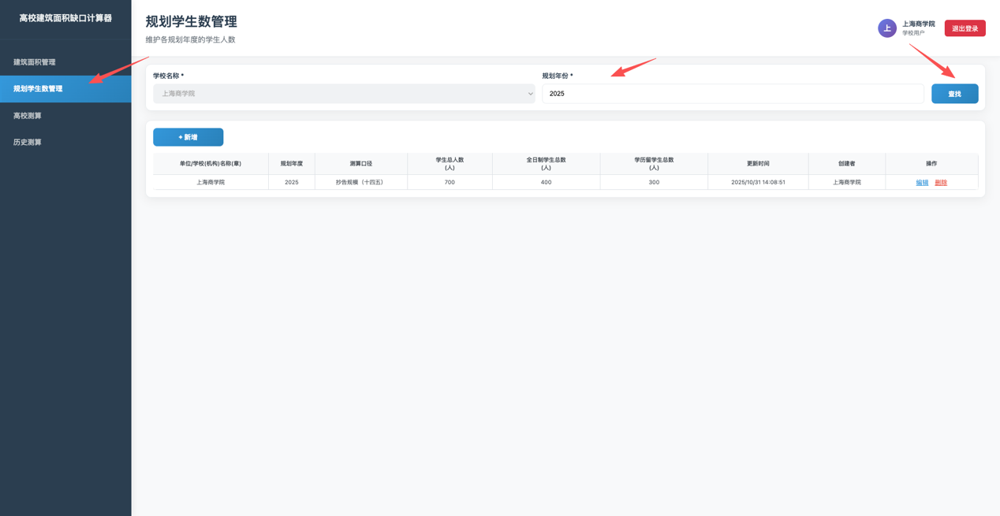 高校建筑面积缺口计算器
建筑面积管理
规划学生数管理
高校测算
历史测算
规划学生数管理
维护各规划年度的学生人数
上
上海商学院
学校用户
退出登录
学校名称 *
上海商学院
规划年份 *
2025
查找
+ 新增
单位/学校(机构)名称(章) 规划年度 测算口径 学生总人数 (人) 全日制学生总数 (人) 学历留学生总数 (人) 更新时间 创建者 操作
上海商学院 2025 抄告规模（十四五） 700 400 300 2025/10/31 14:08:51 上海商学院 编辑 删除